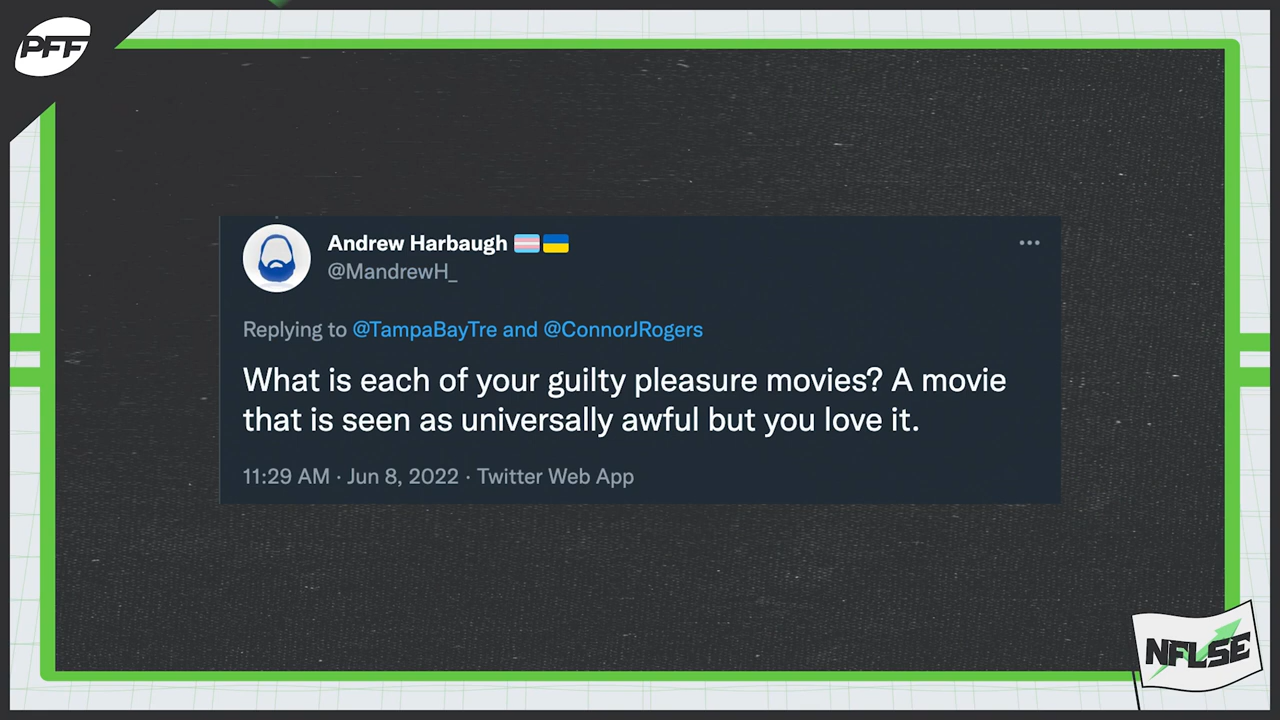 PFF
Andrew Harbaugh
@MandrewH_
Replying to @TampaBayTre and @ConnorJRogers
What is each of your guilty pleasure movies? A movie
that is seen as universally awful but you love it.
11:29 AM · Jun 8, 2022 · Twitter Web App
NFLSE